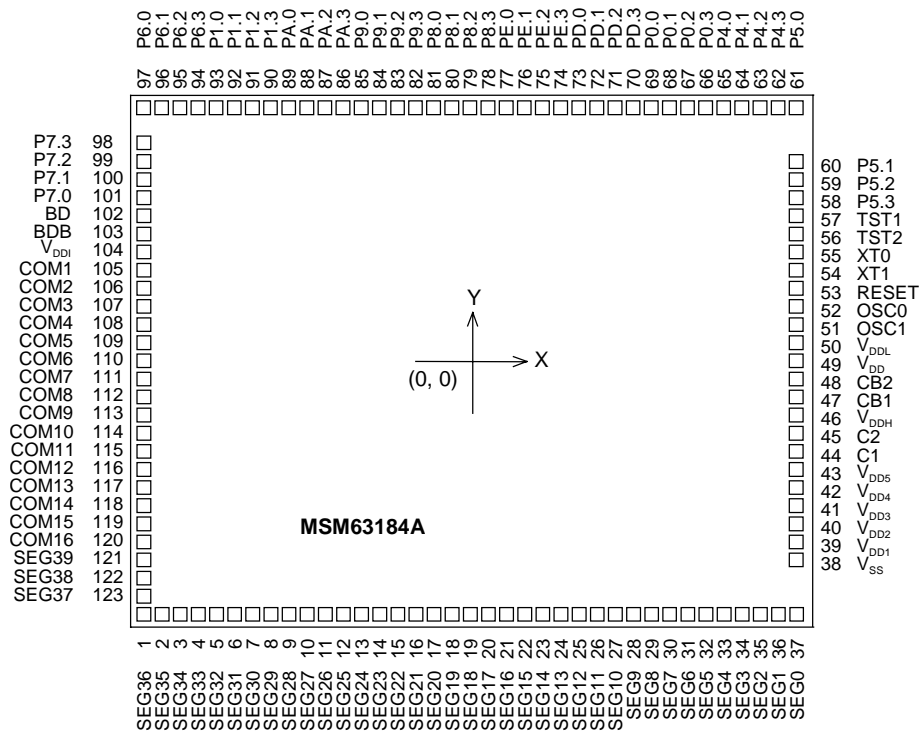 P6.0 P6.1 P6.2 P6.3 P1.0 P1.1 P1.2 P1.3 PA.0 PA.1 PA.2 PA.3 P9.0 P9.1 P9.2 P9.3 P8.0 P8.1 P8.2 P8.3 PE.0 PE.1 PE.2 PE.3 PD.0 PD.1 PD.2 PD.3 P0.0 P0.1 P0.2 P0.3 P4.0 P4.1 P4.2 P4.3 P5.0
97 96 95 94 93 92 91 90 89 88 87 86 85 84 83 82 81 80 79 78 77 76 75 74 73 72 71 70 69 68 67 66 65 64 63 62 61
P7.3 98
P7.2 99
P7.1 100
P7.0 101
BD 102
BDB 103
VDDI 104
COM1 105
COM2 106
COM3 107
COM4 108
COM5 109
COM6 110
COM7 111
COM8 112
COM9 113
COM10 114
COM11 115
COM12 116
COM13 117
COM14 118
COM15 119
COM16 120
SEG39 121
SEG38 122
SEG37 123
Y
X
(0, 0)
MSM63184A
60 P5.1
59 P5.2
58 P5.3
57 TST1
56 TST2
55 XT0
54 XT1
53 RESET
52 OSC0
51 OSC1
50 VDDL
49 VDD
48 CB2
47 CB1
46 VDDH
45 C2
44 C1
43 VDD5
42 VDD4
41 VDD3
40 VDD2
39 VDD1
38 VSS
1 2 3 4 5 6 7 8 9 10 11 12 13 14 15 16 17 18 19 20 21 22 23 24 25 26 27 28 29 30 31 32 33 34 35 36 37
SEG36 SEG35 SEG34 SEG33 SEG32 SEG31 SEG30 SEG29 SEG28 SEG27 SEG26 SEG25 SEG24 SEG23 SEG22 SEG21 SEG20 SEG19 SEG18 SEG17 SEG16 SEG15 SEG14 SEG13 SEG12 SEG11 SEG10 SEG9 SEG8 SEG7 SEG6 SEG5 SEG4 SEG3 SEG2 SEG1 SEG0